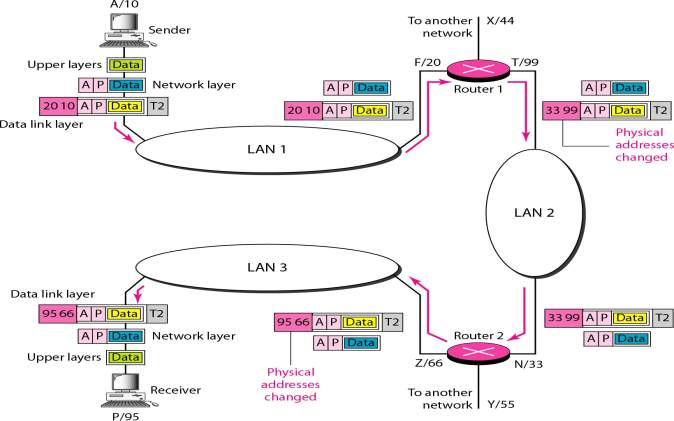 A/10
Sender
To another
network
X/44
Upper layers
Data
F/20
T/99
A P Data
Network layer
A P Data
Router 1
A P Data
20 10 A P Data T2
20 10 A P Data T2
33 99 A P Data T2
Data link layer
Physical
addresses
changed
LAN 1
LAN 2
LAN 3
Data link layer
95 66 A P Data T2
95 66 A P Data T2
33 99 A P Data T2
A P Data
Network layer
A P Data
Router 2
A P Data
Upper layers
Data
Z/66
N/33
Physical
addresses
changed
Receiver
To another
network
Y/55
P/95